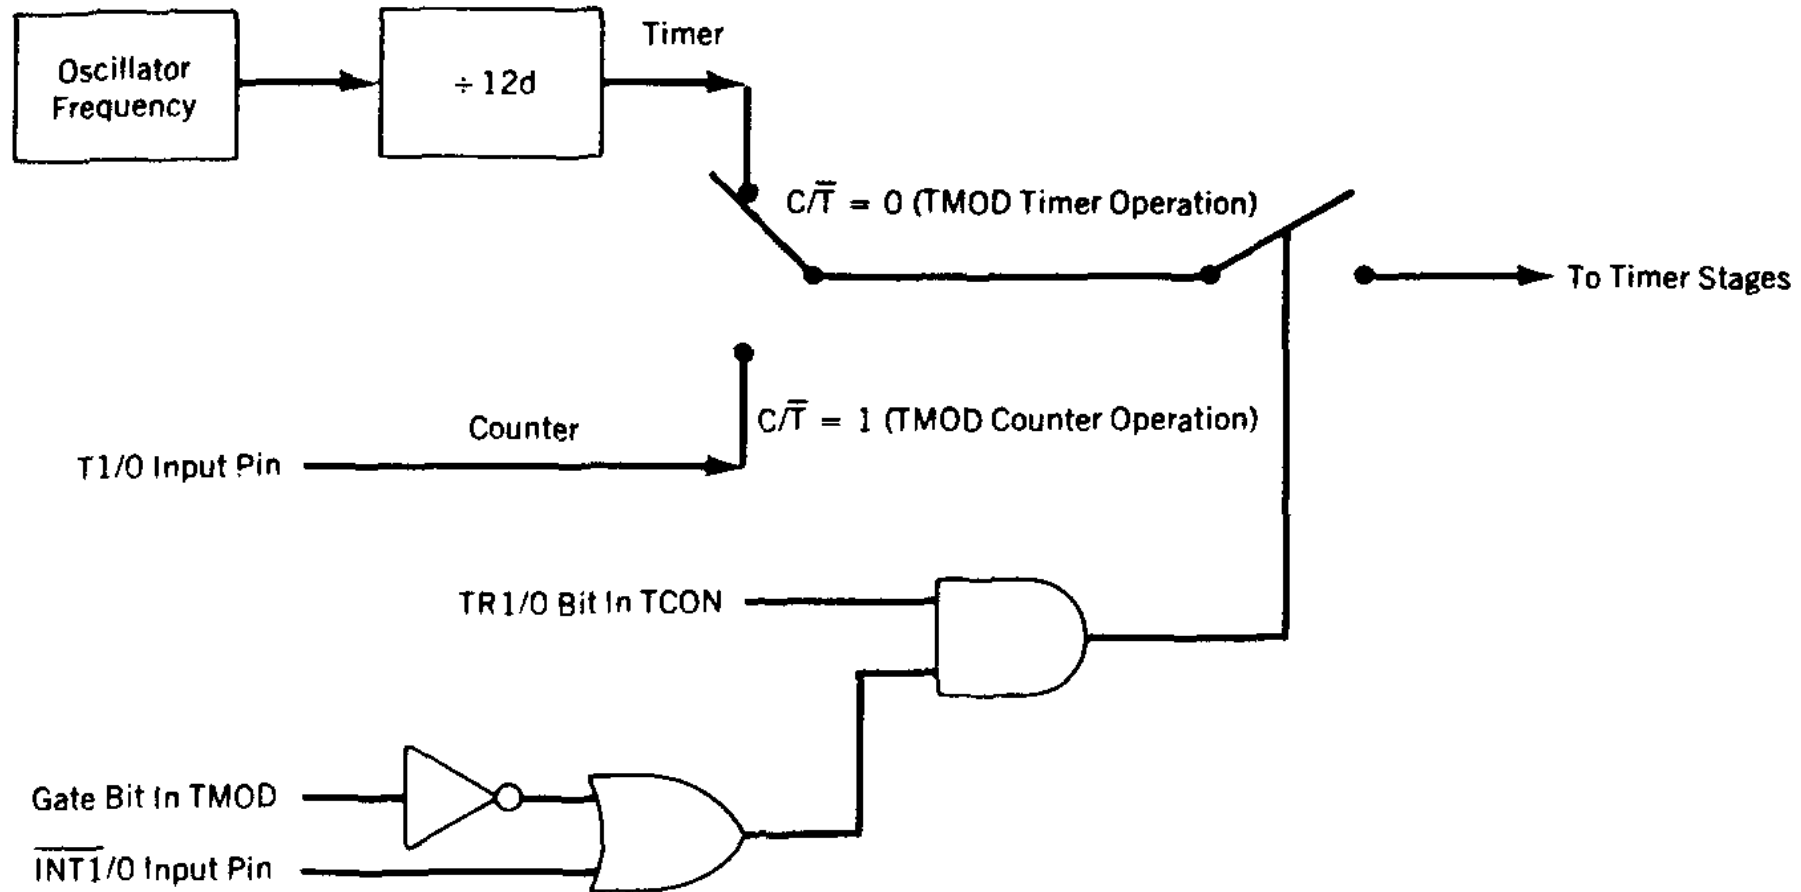 Timer
Oscillator
Frequency
÷ 12d
C/T̅ = 0 (TMOD Timer Operation)
To Timer Stages
Counter
C/T̅ = 1 (TMOD Counter Operation)
T1/0 Input Pin
TR1/0 Bit In TCON
Gate Bit In TMOD
I̅N̅T̅1̅/0 Input Pin